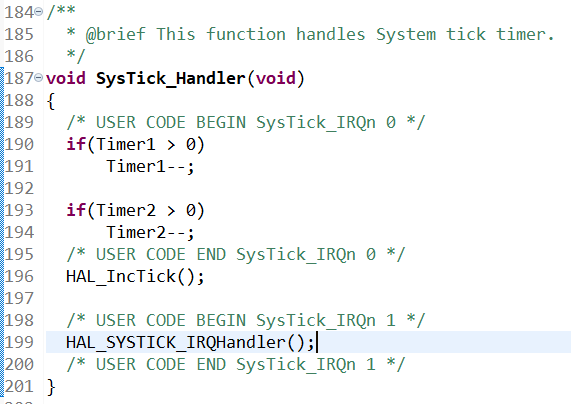 184 /**
185  * @brief This function handles System tick timer.
186  */
187 void SysTick_Handler(void)
188 {
189   /* USER CODE BEGIN SysTick_IRQn 0 */
190   if(Timer1 > 0)
191       Timer1--;
192
193   if(Timer2 > 0)
194       Timer2--;
195   /* USER CODE END SysTick_IRQn 0 */
196   HAL_IncTick();
197
198   /* USER CODE BEGIN SysTick_IRQn 1 */
199   HAL_SYSTICK_IRQHandler();
200   /* USER CODE END SysTick_IRQn 1 */
201 }